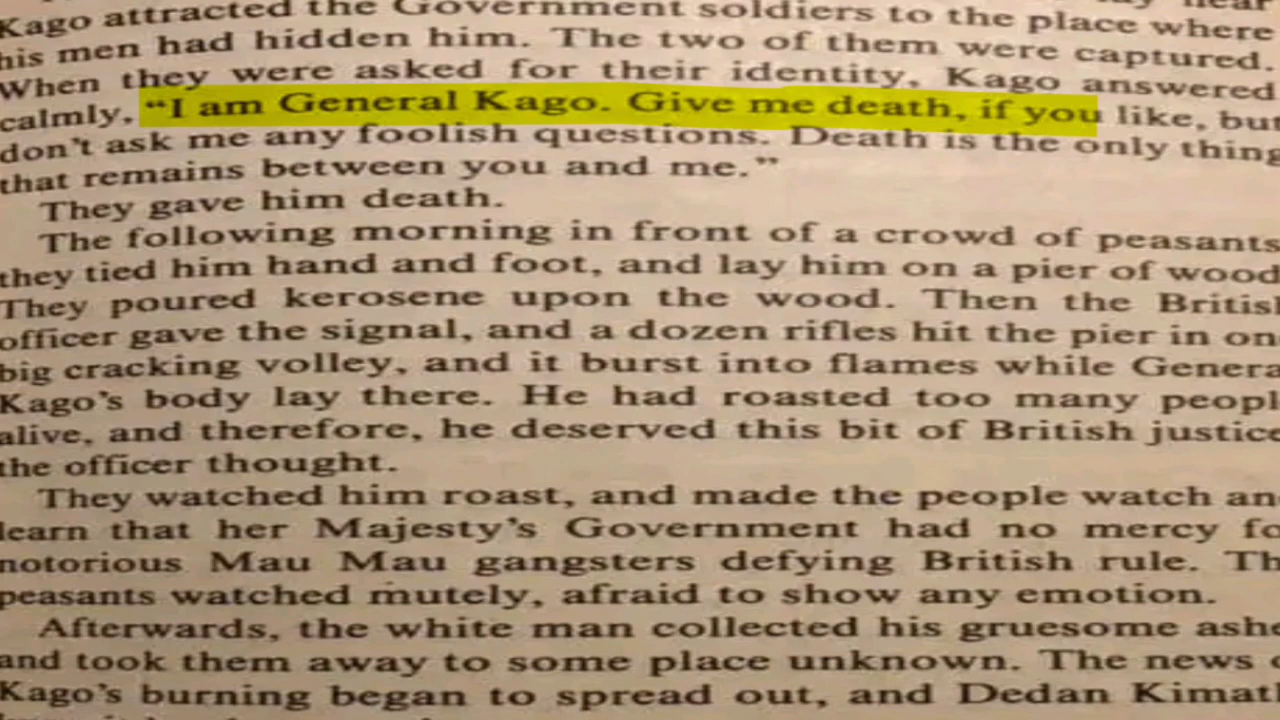 Kago attracted the Government soldiers to the place where
his men had hidden him. The two of them were captured.
When they were asked for their identity, Kago answered
calmly, “I am General Kago. Give me death, if you like, but
don’t ask me any foolish questions. Death is the only thing
that remains between you and me.”
They gave him death.
The following morning in front of a crowd of peasants
they tied him hand and foot, and lay him on a pier of wood
They poured kerosene upon the wood. Then the Britis
officer gave the signal, and a dozen rifles hit the pier in on
big cracking volley, and it burst into flames while Genera
Kago’s body lay there. He had roasted too many peopl
alive, and therefore, he deserved this bit of British justice
the officer thought.
They watched him roast, and made the people watch an
learn that her Majesty’s Government had no mercy fo
notorious Mau Mau gangsters defying British rule. Th
peasants watched mutely, afraid to show any emotion.
Afterwards, the white man collected his gruesome ashe
and took them away to some place unknown. The news
Kago’s burning began to spread out, and Dedan Kimath